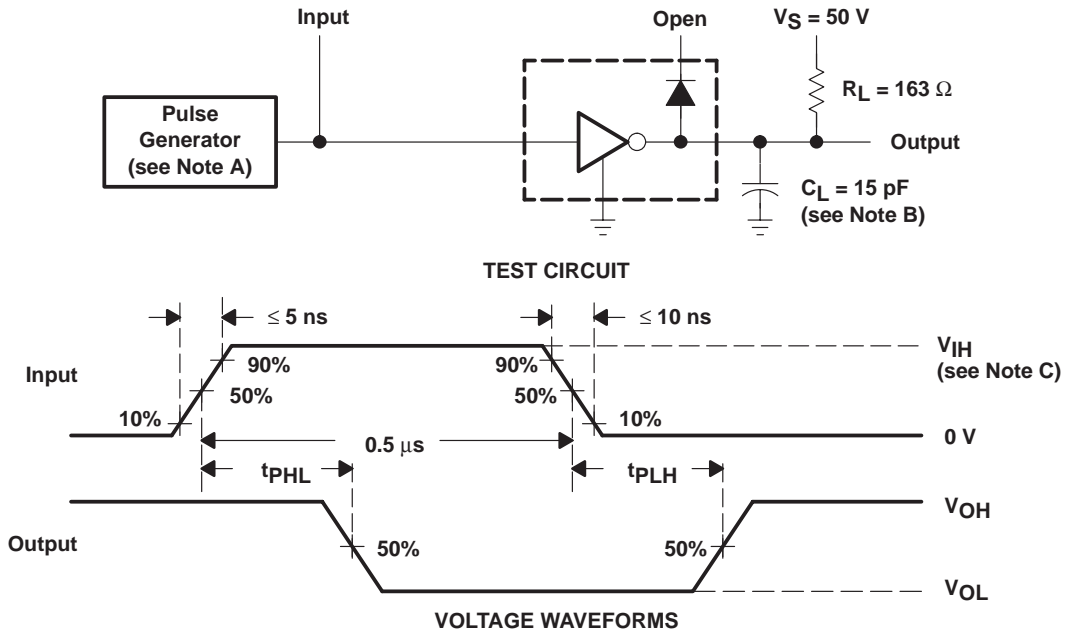 Input
Open
VS = 50 V
Pulse
Generator
(see Note A)
RL = 163 Ω
Output
CL = 15 pF
(see Note B)
TEST CIRCUIT
≤ 5 ns
≤ 10 ns
Input
90%
90%
VIH
(see Note C)
50%
50%
10%
10%
0 V
0.5 μs
tPHL
tPLH
Output
VOH
50%
50%
VOL
VOLTAGE WAVEFORMS